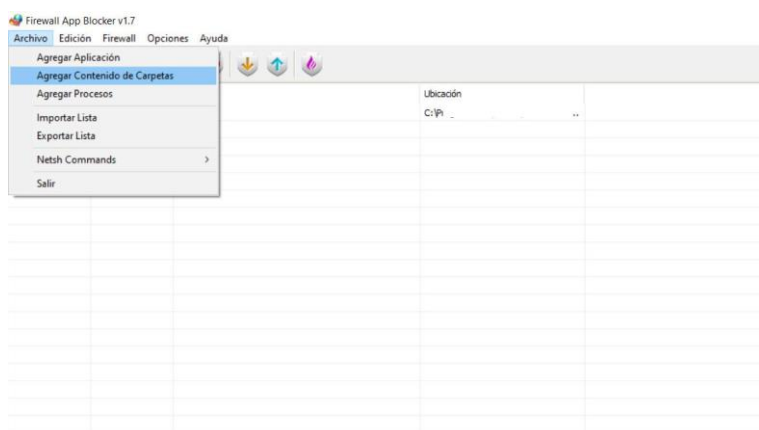 Firewall App Blocker v1.7
Archivo Edición Firewall Opciones Ayuda
Agregar Aplicación
Agregar Contenido de Carpetas
Agregar Procesos
Ubicación
Importar Lista
C:\P
Exportar Lista
Netsh Commands
Salir